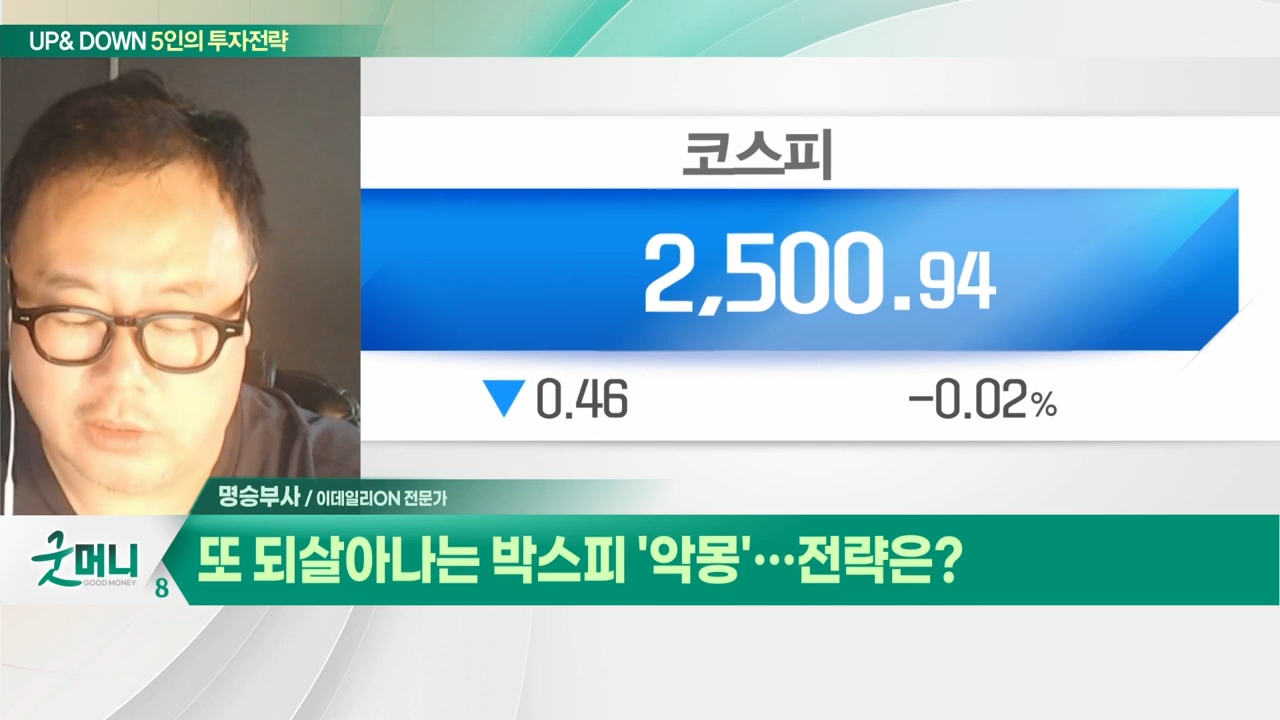 UP& DOWN 5인의 투자전략
코스피
2,500.94
▼ 0.46 -0.02%
명승부사 / 이데일리ON 전문가
굿머니
GOOD MONEY
8
또 되살아나는 박스피 '악몽'…전략은?